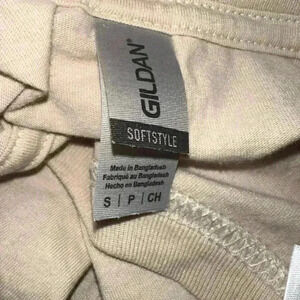 GILDAN®
SOFTSTYLE
Made in Bangladesh
Fabriqué au Bangladesh
Hecho en Bangladesh
S | P | CH